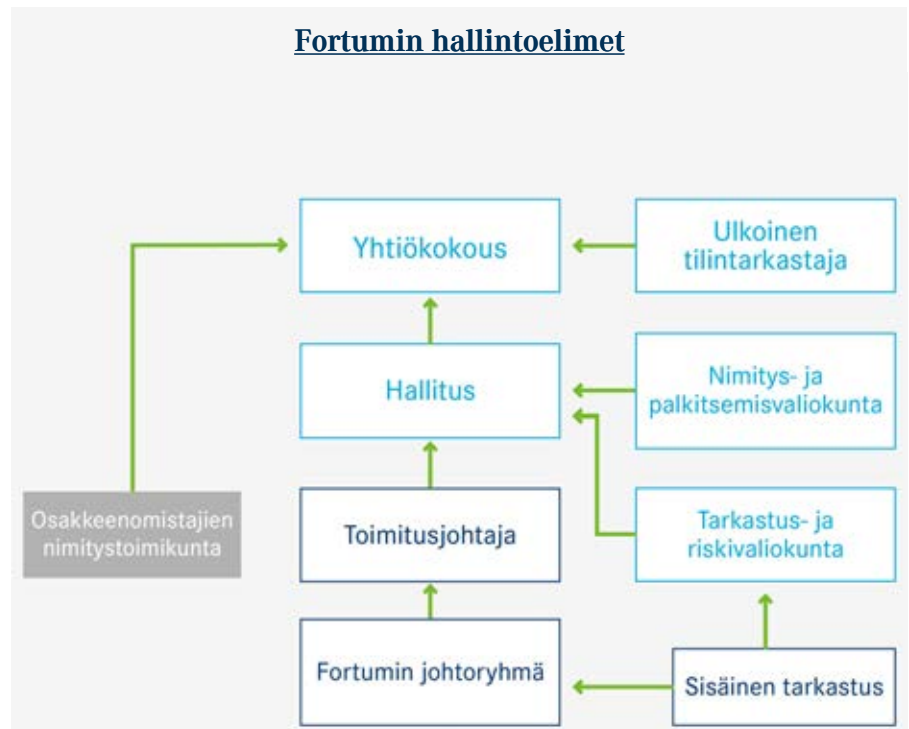 Fortumin hallintoelimet
Yhtiökokous
Ulkoinen
tilintarkastaja
Hallitus
Nimitys- ja
palkitsemisvaliokunta
Osakkeenomistajien
nimitystoimikunta
Toimitusjohtaja
Tarkastus- ja
riskivaliokunta
Fortumin johtoryhmä
Sisäinen tarkastus